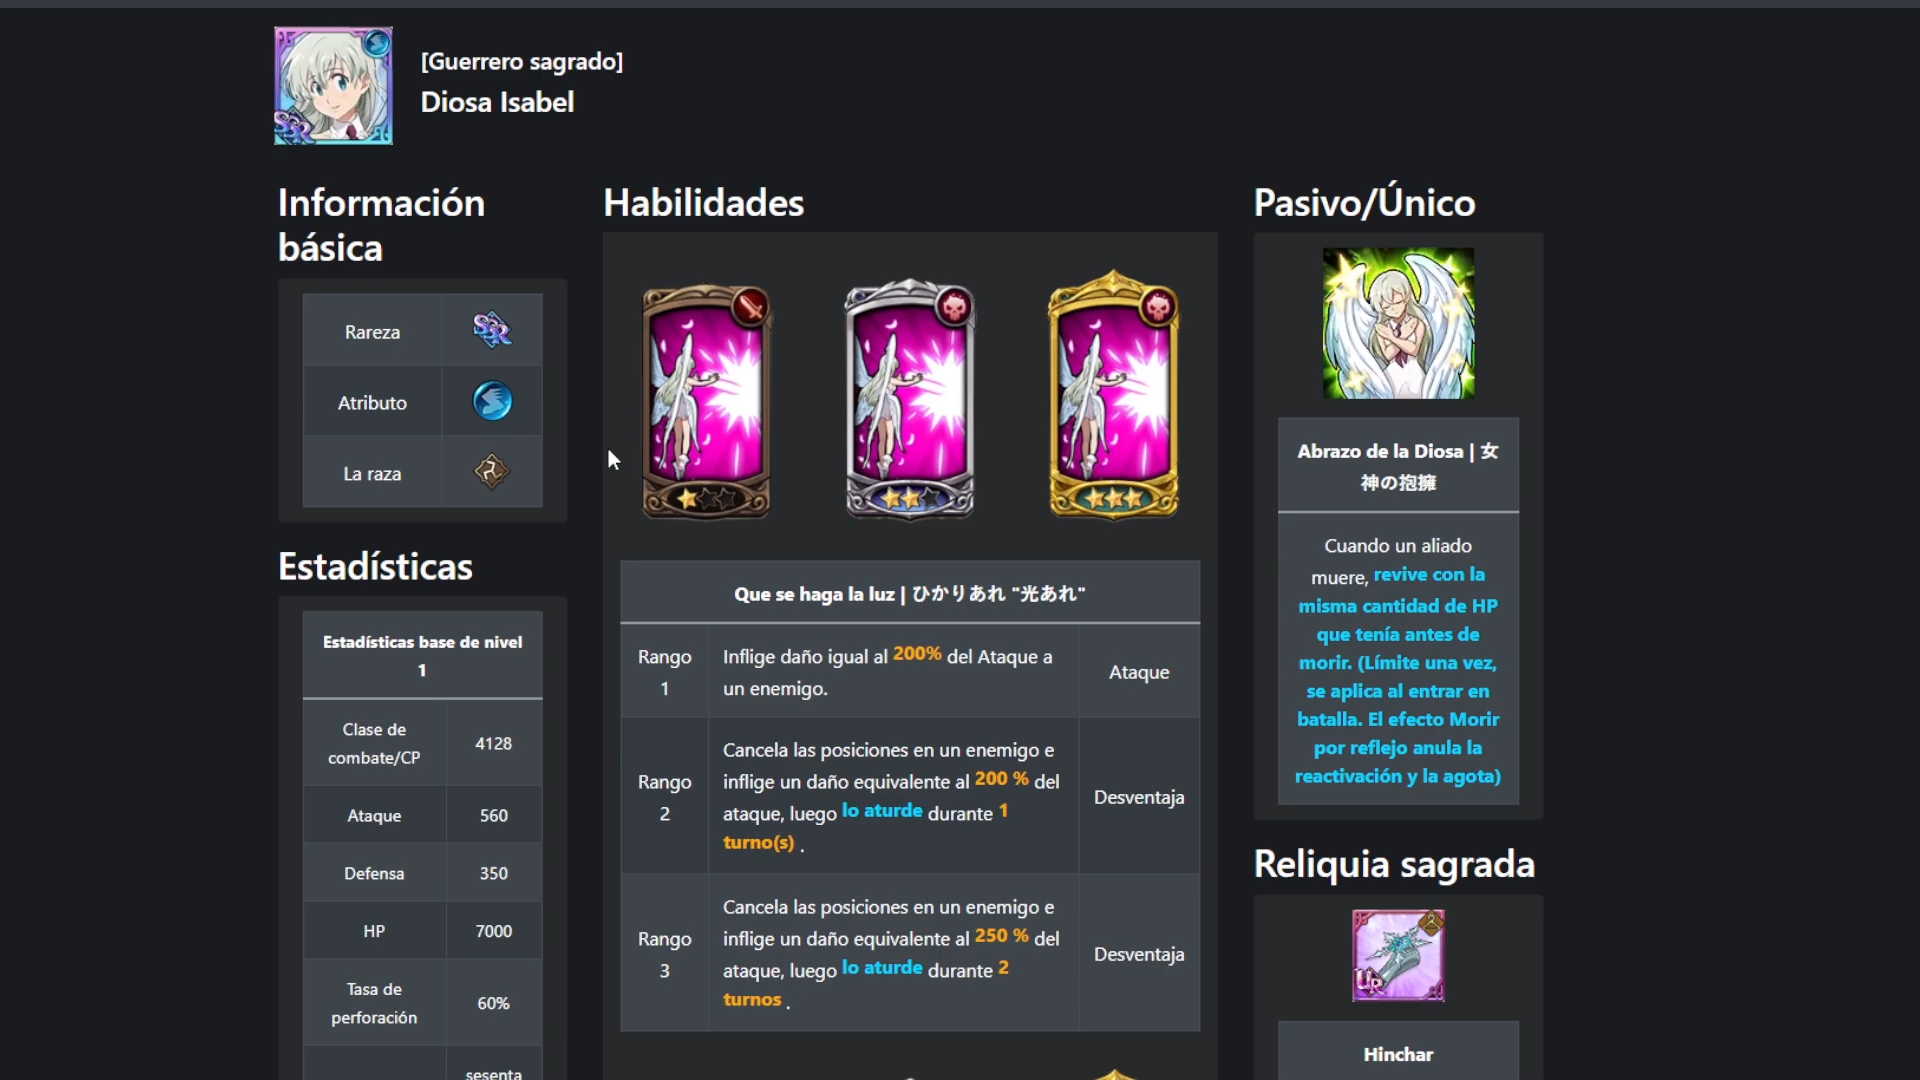 [Guerrero sagrado]
Diosa Isabel
Información
básica
Rareza
SSR
Atributo
La raza
Estadísticas
Estadísticas base de nivel
1
Clase de
combate/CP
4128
Ataque
560
Defensa
350
HP
7000
Tasa de
perforación
60%
sesenta
Habilidades
Que se haga la luz | ひかりあれ "光あれ"
Rango
1
Inflige daño igual al 200% del Ataque a
un enemigo.
Ataque
Rango
2
Cancela las posiciones en un enemigo e
inflige un daño equivalente al 200 % del
ataque, luego lo aturde durante 1
turno(s) .
Desventaja
Rango
3
Cancela las posiciones en un enemigo e
inflige un daño equivalente al 250 % del
ataque, luego lo aturde durante 2
turnos .
Desventaja
Pasivo/Único
Abrazo de la Diosa | 女
神の抱擁
Cuando un aliado
muere, revive con la
misma cantidad de HP
que tenía antes de
morir. (Límite una vez,
se aplica al entrar en
batalla. El efecto Morir
por reflejo anula la
reactivación y la agota)
Reliquia sagrada
UR
Hinchar